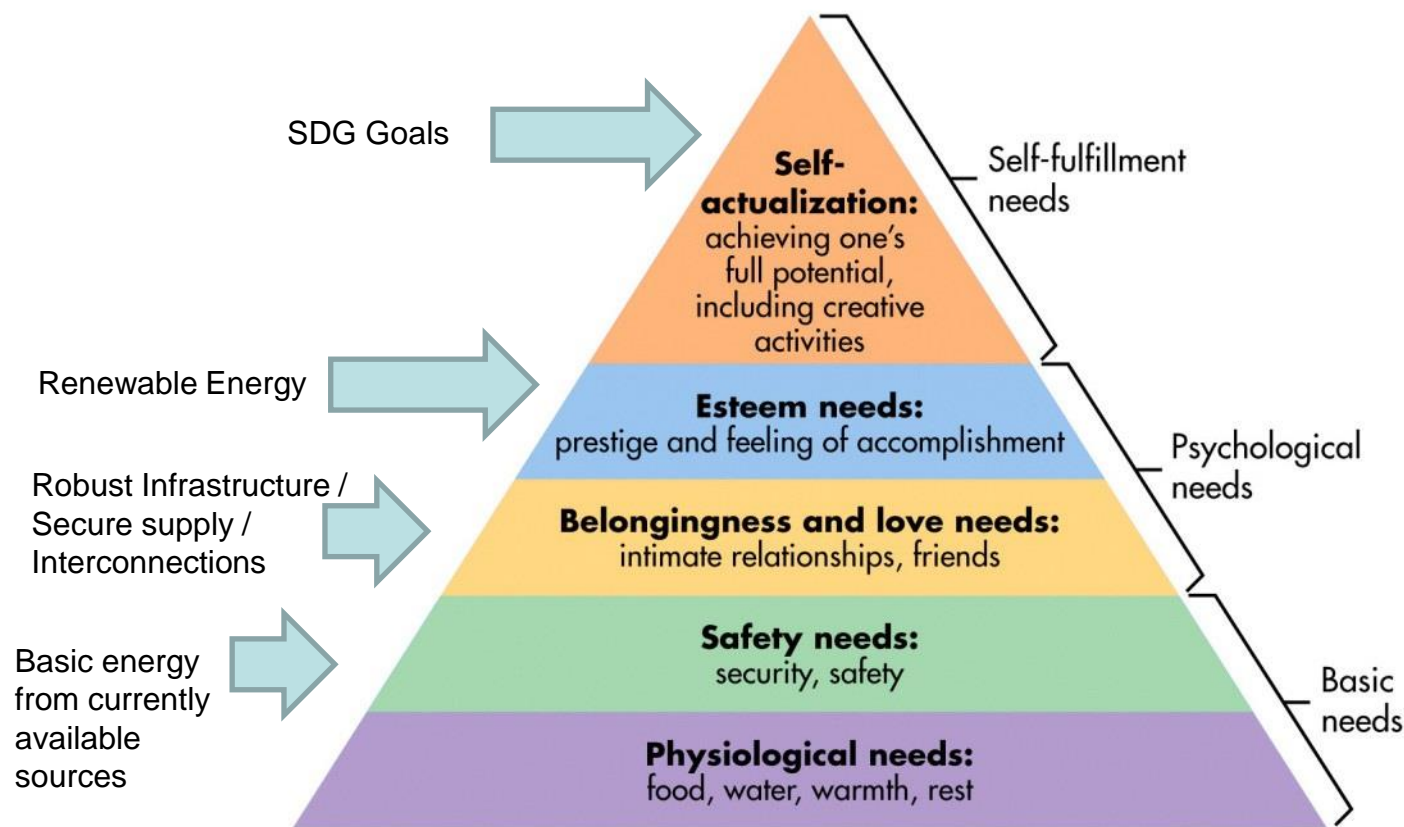 SDG Goals
Self-
actualization:
achieving one's
full potential,
including creative
activities
Self-fulfillment
needs
Renewable Energy
Esteem needs:
prestige and feeling of accomplishment
Psychological
needs
Robust Infrastructure /
Secure supply /
Interconnections
Belongingness and love needs:
intimate relationships, friends
Basic energy
from currently
available
sources
Safety needs:
security, safety
Basic
needs
Physiological needs:
food, water, warmth, rest